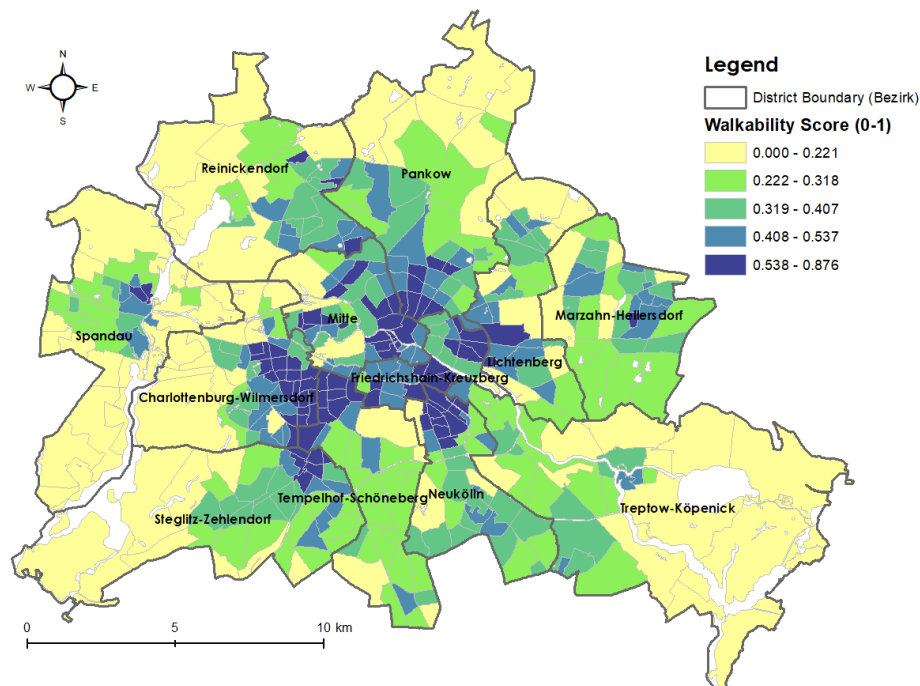 N
W E
S
Legend
District Boundary (Bezirk)
Walkability Score (0-1)
0.000 - 0.221
0.222 - 0.318
0.319 - 0.407
0.408 - 0.537
0.538 - 0.876
Reinickendorf
Pankow
Mitte
Marzahn-Hellersdorf
Spandau
Lichtenberg
Friedrichshain-Kreuzberg
Charlottenburg-Wilmersdorf
Tempelhof-Schöneberg
Neukölln
Treptow-Köpenick
Steglitz-Zehlendorf
0 5 10 km